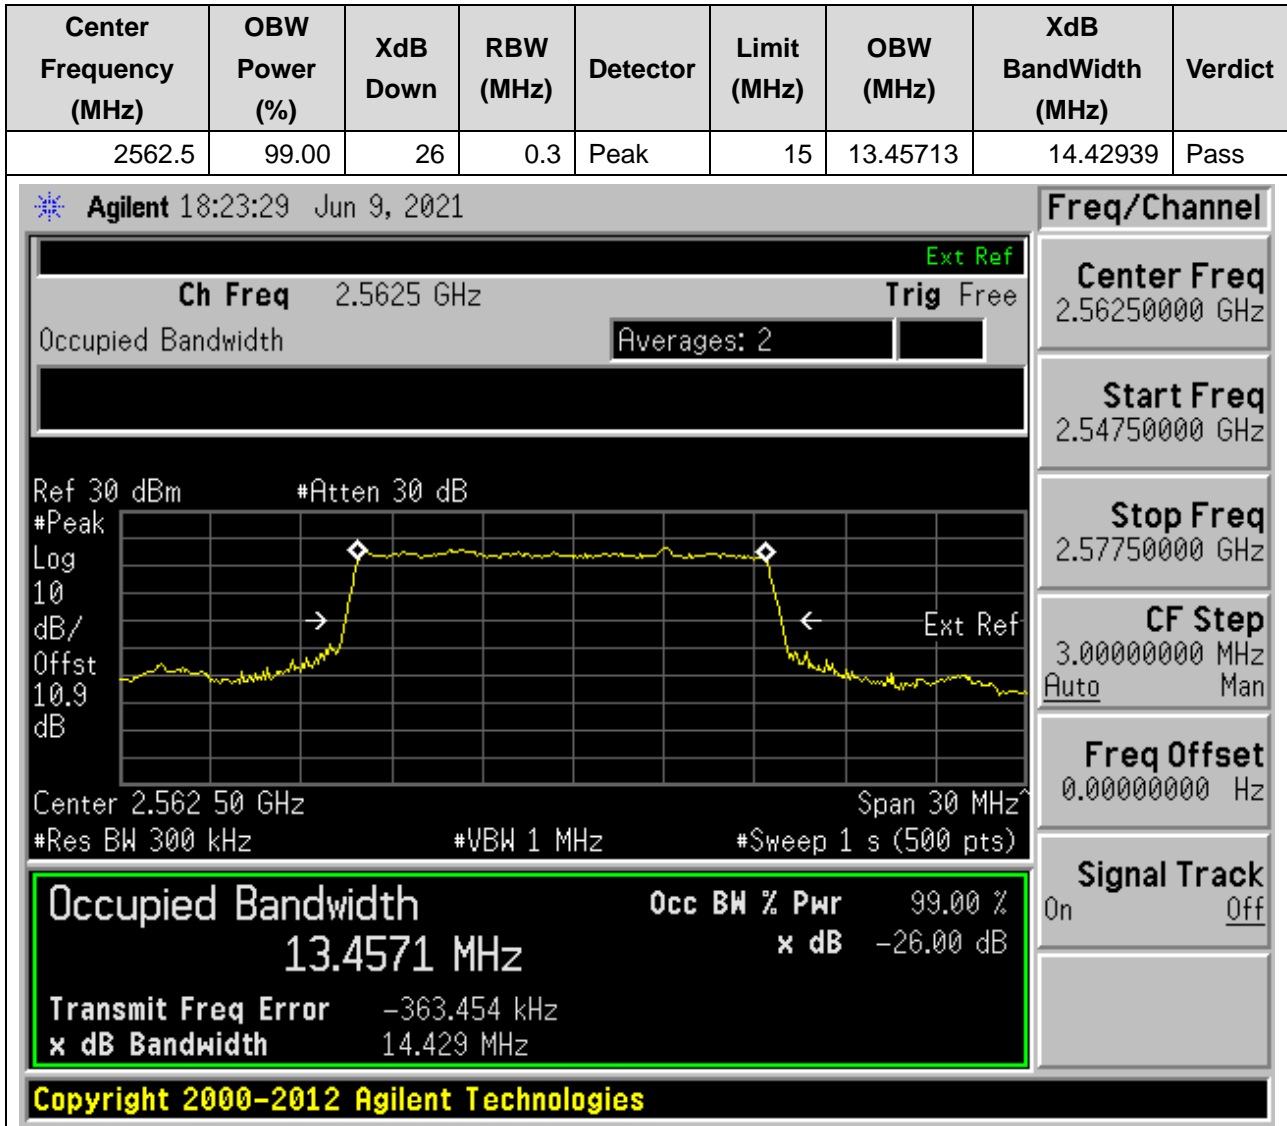 Center Frequency (MHz) OBW Power (%) XdB Down RBW (MHz) Detector Limit (MHz) OBW (MHz) XdB BandWidth (MHz) Verdict
2562.5 99.00 26 0.3 Peak 15 13.45713 14.42939 Pass
Agilent 18:23:29 Jun 9, 2021
Ext Ref
Ch Freq 2.5625 GHz Trig Free
Occupied Bandwidth Averages: 2
Ref 30 dBm #Atten 30 dB
#Peak
Log
10
dB/
Offst
10.9
dB
Ext Ref
Center 2.562 50 GHz Span 30 MHz^
#Res BW 300 kHz #VBW 1 MHz #Sweep 1 s (500 pts)
Occupied Bandwidth Occ BW % Pwr 99.00 %
13.4571 MHz x dB -26.00 dB
Transmit Freq Error -363.454 kHz
x dB Bandwidth 14.429 MHz
Freq/Channel
Center Freq
2.56250000 GHz
Start Freq
2.54750000 GHz
Stop Freq
2.57750000 GHz
CF Step
3.00000000 MHz
Auto Man
Freq Offset
0.00000000 Hz
Signal Track
On Off
Copyright 2000-2012 Agilent Technologies